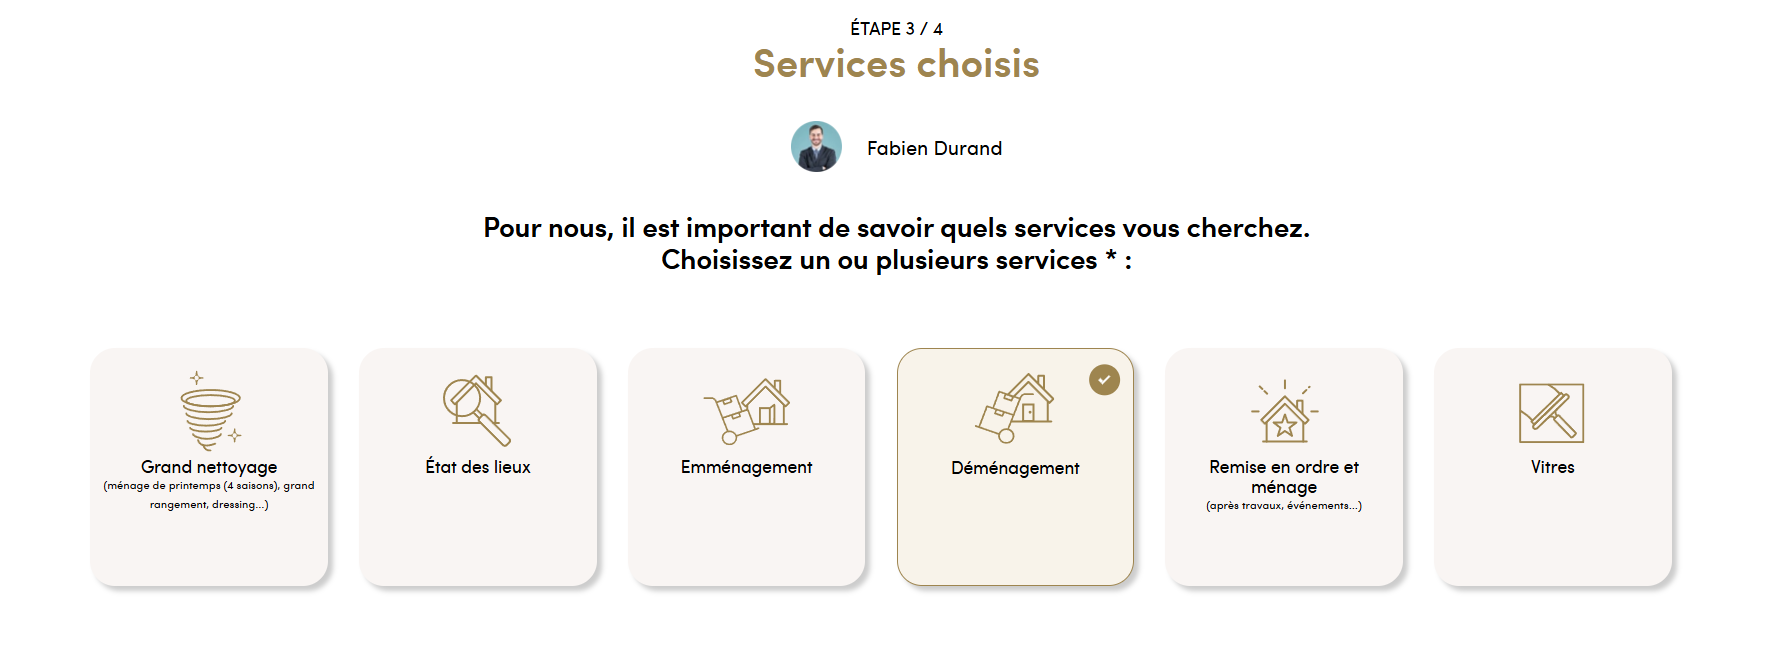 ÉTAPE 3 / 4
Services choisis
Fabien Durand
Pour nous, il est important de savoir quels services vous cherchez.
Choisissez un ou plusieurs services * :
Grand nettoyage
(ménage de printemps (4 saisons), grand
rangement, dressing...)
État des lieux
Emménagement
Déménagement
Remise en ordre et
ménage
(après travaux, événements...)
Vitres